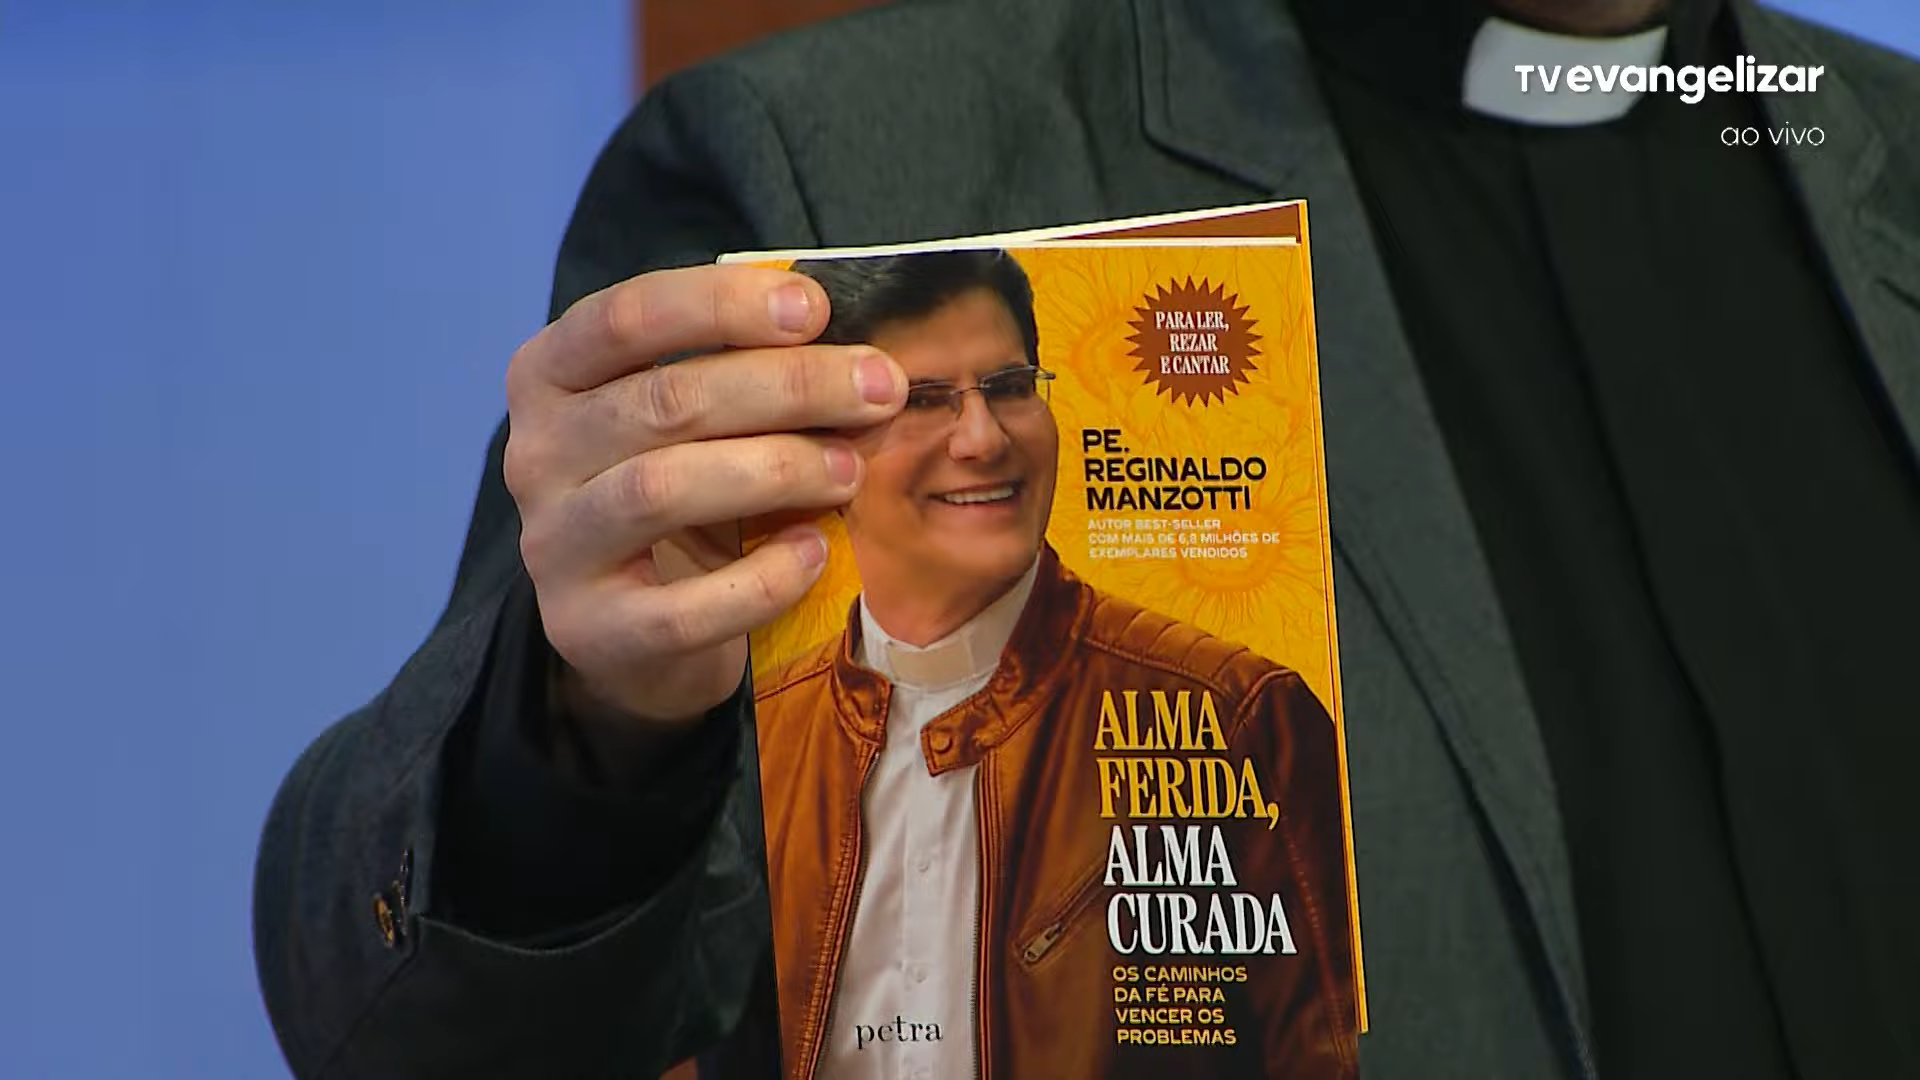 TVevangelizar
ao vivo
PARA LER,
REZAR
E CANTAR
PE.
REGINALDO
MANZOTTI
AUTOR BEST-SELLER
COM MAIS DE 6,8 MILHÕES DE
EXEMPLARES VENDIDOS
ALMA
FERIDA,
ALMA
CURADA
OS CAMINHOS
DA FÉ PARA
VENCER OS
PROBLEMAS
petra